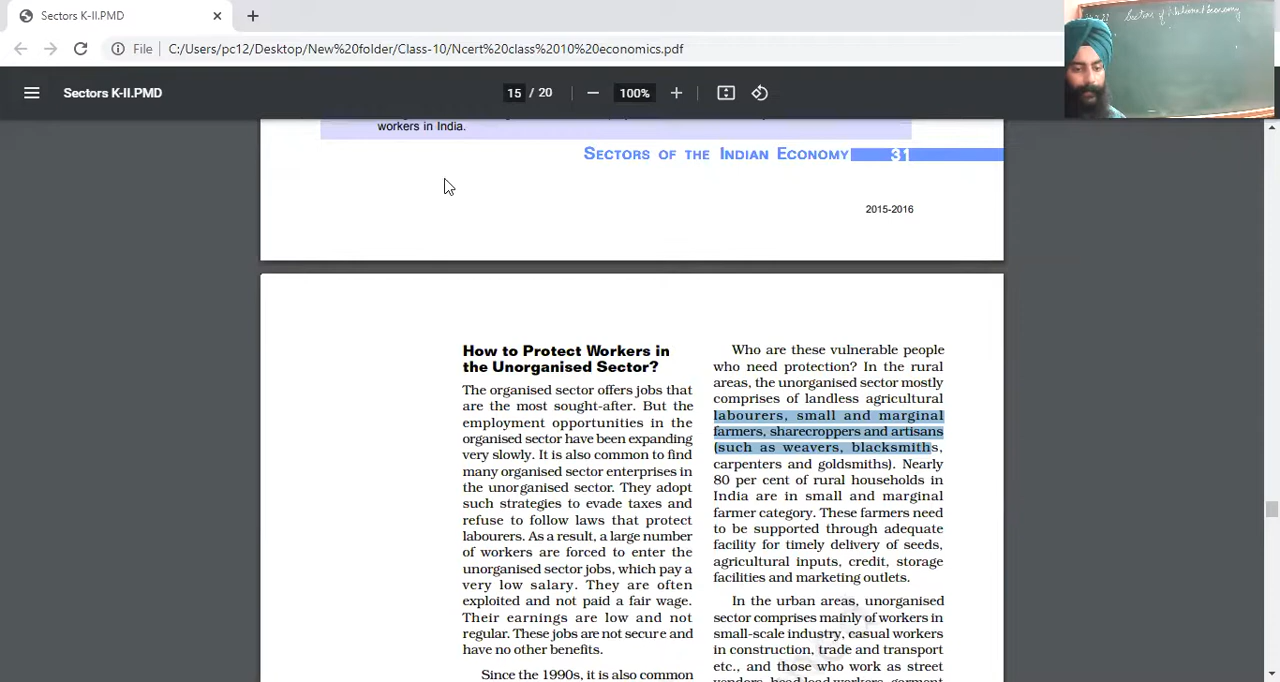 Sectors K-II.PMD
Sectors of National Economy
File C:/Users/pc12/Desktop/New%20folder/Class-10/Ncert%20class%2010%20economics.pdf
Sectors K-II.PMD
15 / 20
100%
workers in India.
SECTORS OF THE INDIAN ECONOMY 31
2015-2016
How to Protect Workers in
the Unorganised Sector?
The organised sector offers jobs that
are the most sought-after. But the
employment opportunities in the
organised sector have been expanding
very slowly. It is also common to find
many organised sector enterprises in
the unorganised sector. They adopt
such strategies to evade taxes and
refuse to follow laws that protect
labourers. As a result, a large number
of workers are forced to enter the
unorganised sector jobs, which pay a
very low salary. They are often
exploited and not paid a fair wage.
Their earnings are low and not
regular. These jobs are not secure and
have no other benefits.
Since the 1990s, it is also common
Who are these vulnerable people
who need protection? In the rural
areas, the unorganised sector mostly
comprises of landless agricultural
labourers, small and marginal
farmers, sharecroppers and artisans
(such as weavers, blacksmiths,
carpenters and goldsmiths). Nearly
80 per cent of rural households in
India are in small and marginal
farmer category. These farmers need
to be supported through adequate
facility for timely delivery of seeds,
agricultural inputs, credit, storage
facilities and marketing outlets.
In the urban areas, unorganised
sector comprises mainly of workers in
small-scale industry, casual workers
in construction, trade and transport
etc., and those who work as street
vendors, head load workers, garment